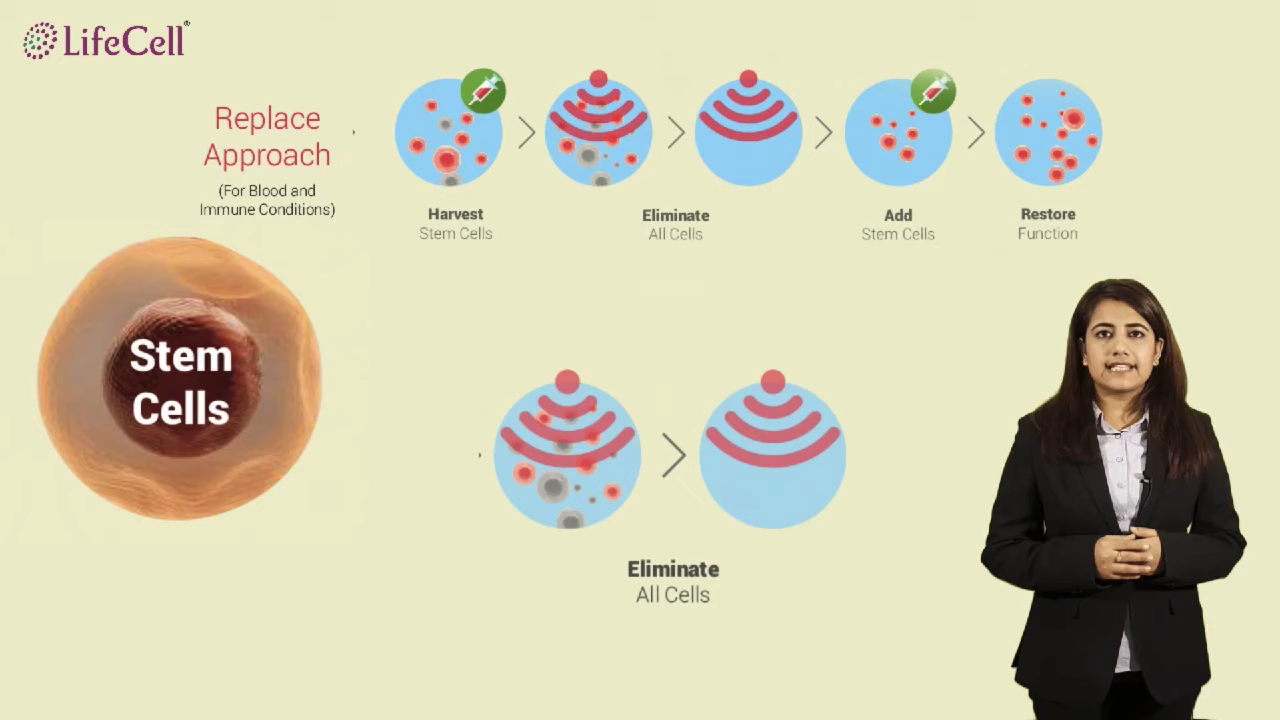 LifeCell®
Replace
Approach
(For Blood and
Immune Conditions)
Harvest
Stem Cells
Eliminate
All Cells
Add
Stem Cells
Restore
Function
Stem
Cells
Eliminate
All Cells